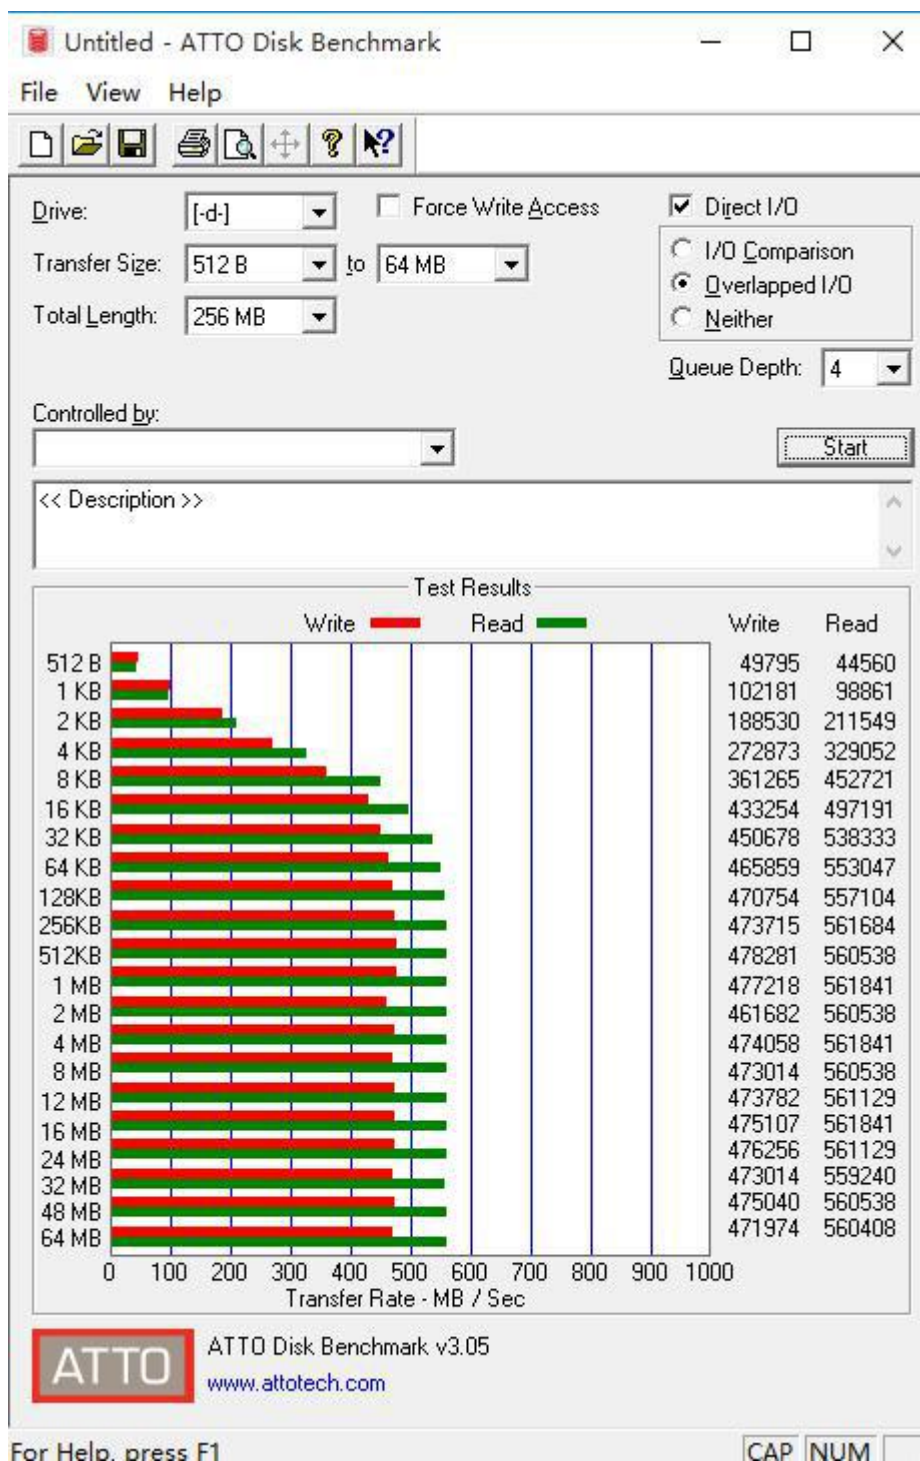 Untitled - ATTO Disk Benchmark
File View Help
Drive: [-d-] Force Write Access Direct I/O
Transfer Size: 512 B to 64 MB I/O Comparison
Overlapped I/O
Total Length: 256 MB Neither
Queue Depth: 4
Controlled by:
Start
<< Description >>
Test Results
Write Read Write Read
512 B 49795 44560
1 KB 102181 98861
2 KB 188530 211549
4 KB 272873 329052
8 KB 361265 452721
16 KB 433254 497191
32 KB 450678 538333
64 KB 465859 553047
128KB 470754 557104
256KB 473715 561684
512KB 478281 560538
1 MB 477218 561841
2 MB 461682 560538
4 MB 474058 561841
8 MB 473014 560538
12 MB 473782 561129
16 MB 475107 561841
24 MB 476256 561129
32 MB 473014 559240
48 MB 475040 560538
64 MB 471974 560408
0 100 200 300 400 500 600 700 800 900 1000
Transfer Rate - MB / Sec
ATTO
ATTO Disk Benchmark v3.05
www.attotech.com
For Help, press F1 CAP NUM